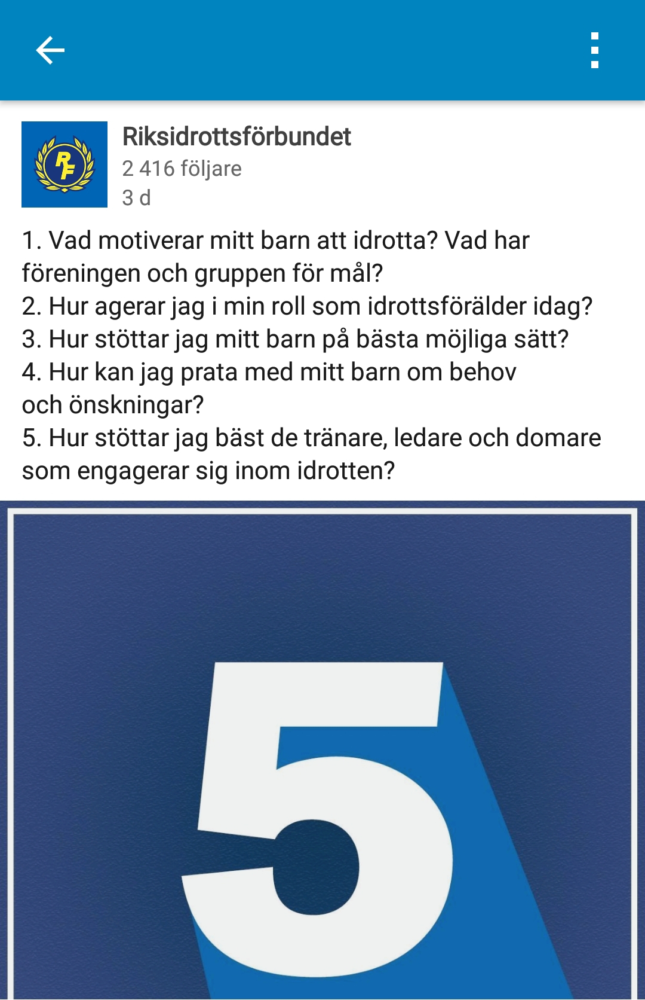 Riksidrottsförbundet
RF
2 416 följare
3 d
1. Vad motiverar mitt barn att idrotta? Vad har
föreningen och gruppen för mål?
2. Hur agerar jag i min roll som idrottsförälder idag?
3. Hur stöttar jag mitt barn på bästa möjliga sätt?
4. Hur kan jag prata med mitt barn om behov
och önskningar?
5. Hur stöttar jag bäst de tränare, ledare och domare
som engagerar sig inom idrotten?
5